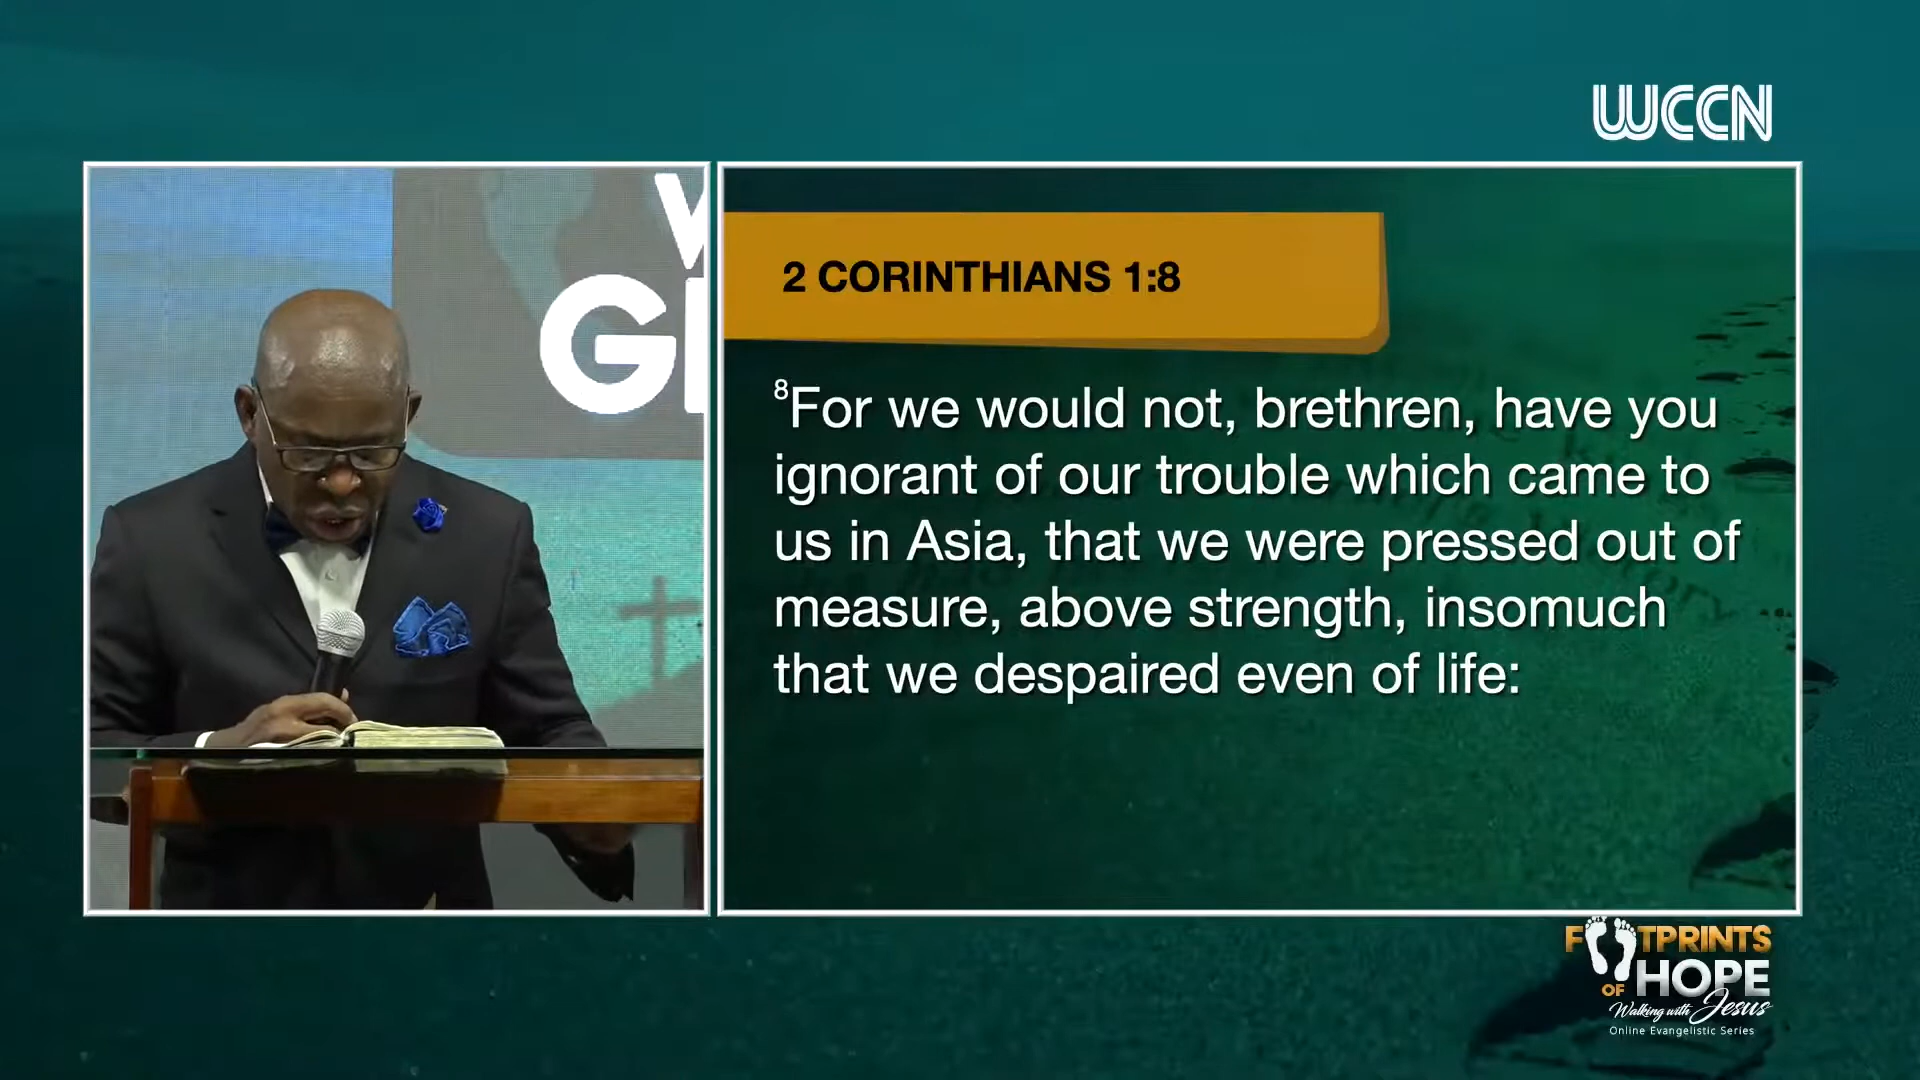 WCCN
2 CORINTHIANS 1:8
8For we would not, brethren, have you
ignorant of our trouble which came to
us in Asia, that we were pressed out of
measure, above strength, insomuch
that we despaired even of life:
FOOTPRINTS
OF HOPE
Walking with Jesus
Online Evangelistic Series